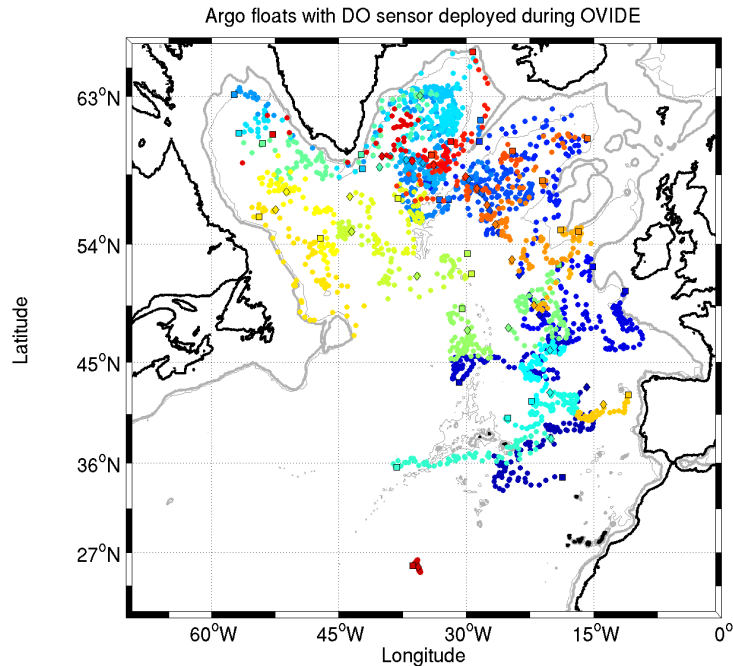 Argo floats with DO sensor deployed during OVIDE
63°N
54°N
45°N
36°N
27°N
Latitude
60°W
45°W
30°W
15°W
0°
Longitude